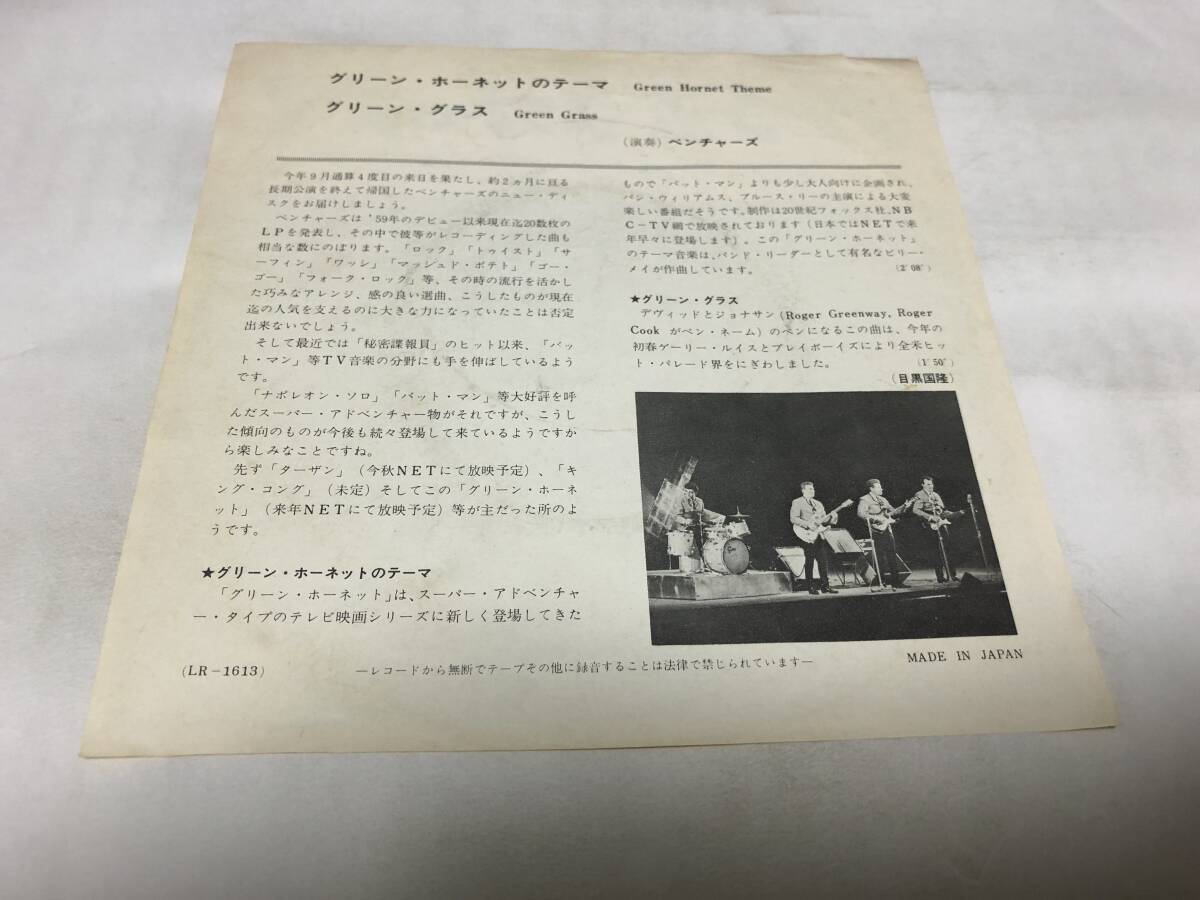 グリーン・ホーネットのテーマ Green Hornet Theme
グリーン・グラス Green Grass
(演奏) ベンチャーズ
今年9月通算4度目の来日を果たし、約2ヵ月に亘る
長期公演を終えて帰国したベンチャーズのニュー・ディ
スクをお届けしましょう。
ベンチャーズは '59年のデビュー以来現在迄20数枚の
LPを発表し、その中で彼等がレコーディングした曲も
相当な数にのぼります。「ロック」「トゥイスト」「サ
ーフィン」「ワッシ」「マッシュド・ポテト」「ゴー・
ゴー」「フォーク・ロック」等、その時の流行を活かし
た巧みなアレンジ、感の良い選曲、こうしたものが現在
迄の人気を支えるのに大きな力になっていたことは否定
出来ないでしょう。
そして最近では「秘密諜報員」のヒット以来、「バッ
ト・マン」等TV音楽の分野にも手を伸ばしているよう
です。
「ナポレオン・ソロ」「バット・マン」等大好評を呼
んだスーパー・アドベンチャー物がそれですが、こうし
た傾向のものが今後も続々登場して来ているようですか
ら楽しみなことですね。
先ず「ターザン」(今秋NETにて放映予定)、「キ
ング・コング」(未定) そしてこの「グリーン・ホーネ
ット」(来年NETにて放映予定) 等が主だった所のよ
うです。
★グリーン・ホーネットのテーマ
「グリーン・ホーネット」は、スーパー・アドベンチャ
ー・タイプのテレビ映画シリーズに新しく登場してきた
もので「バット・マン」よりも少し大人向けに企画され、
バン・ウィリアムス、ブルース・リーの主演による大変
楽しい番組だそうです。制作は20世紀フォックス社、NB
C-TV網で放映されております (日本ではNETで来
年早々に登場します)。この「グリーン・ホーネット」
のテーマ音楽は、バンド・リーダーとして有名なビリー・
メイが作曲しています。 (2′08″)
★グリーン・グラス
デヴィッドとジョナサン (Roger Greenway, Roger
Cook がペン・ネーム) のペンになるこの曲は、今年の
初春ゲーリー・ルイスとプレイボーイズにより全米ヒッ
ト・パレード界をにぎわしました。 (1′50″)
(目黒国隆)
(LR-1613)
—レコードから無断でテープその他に録音することは法律で禁じられています—
MADE IN JAPAN